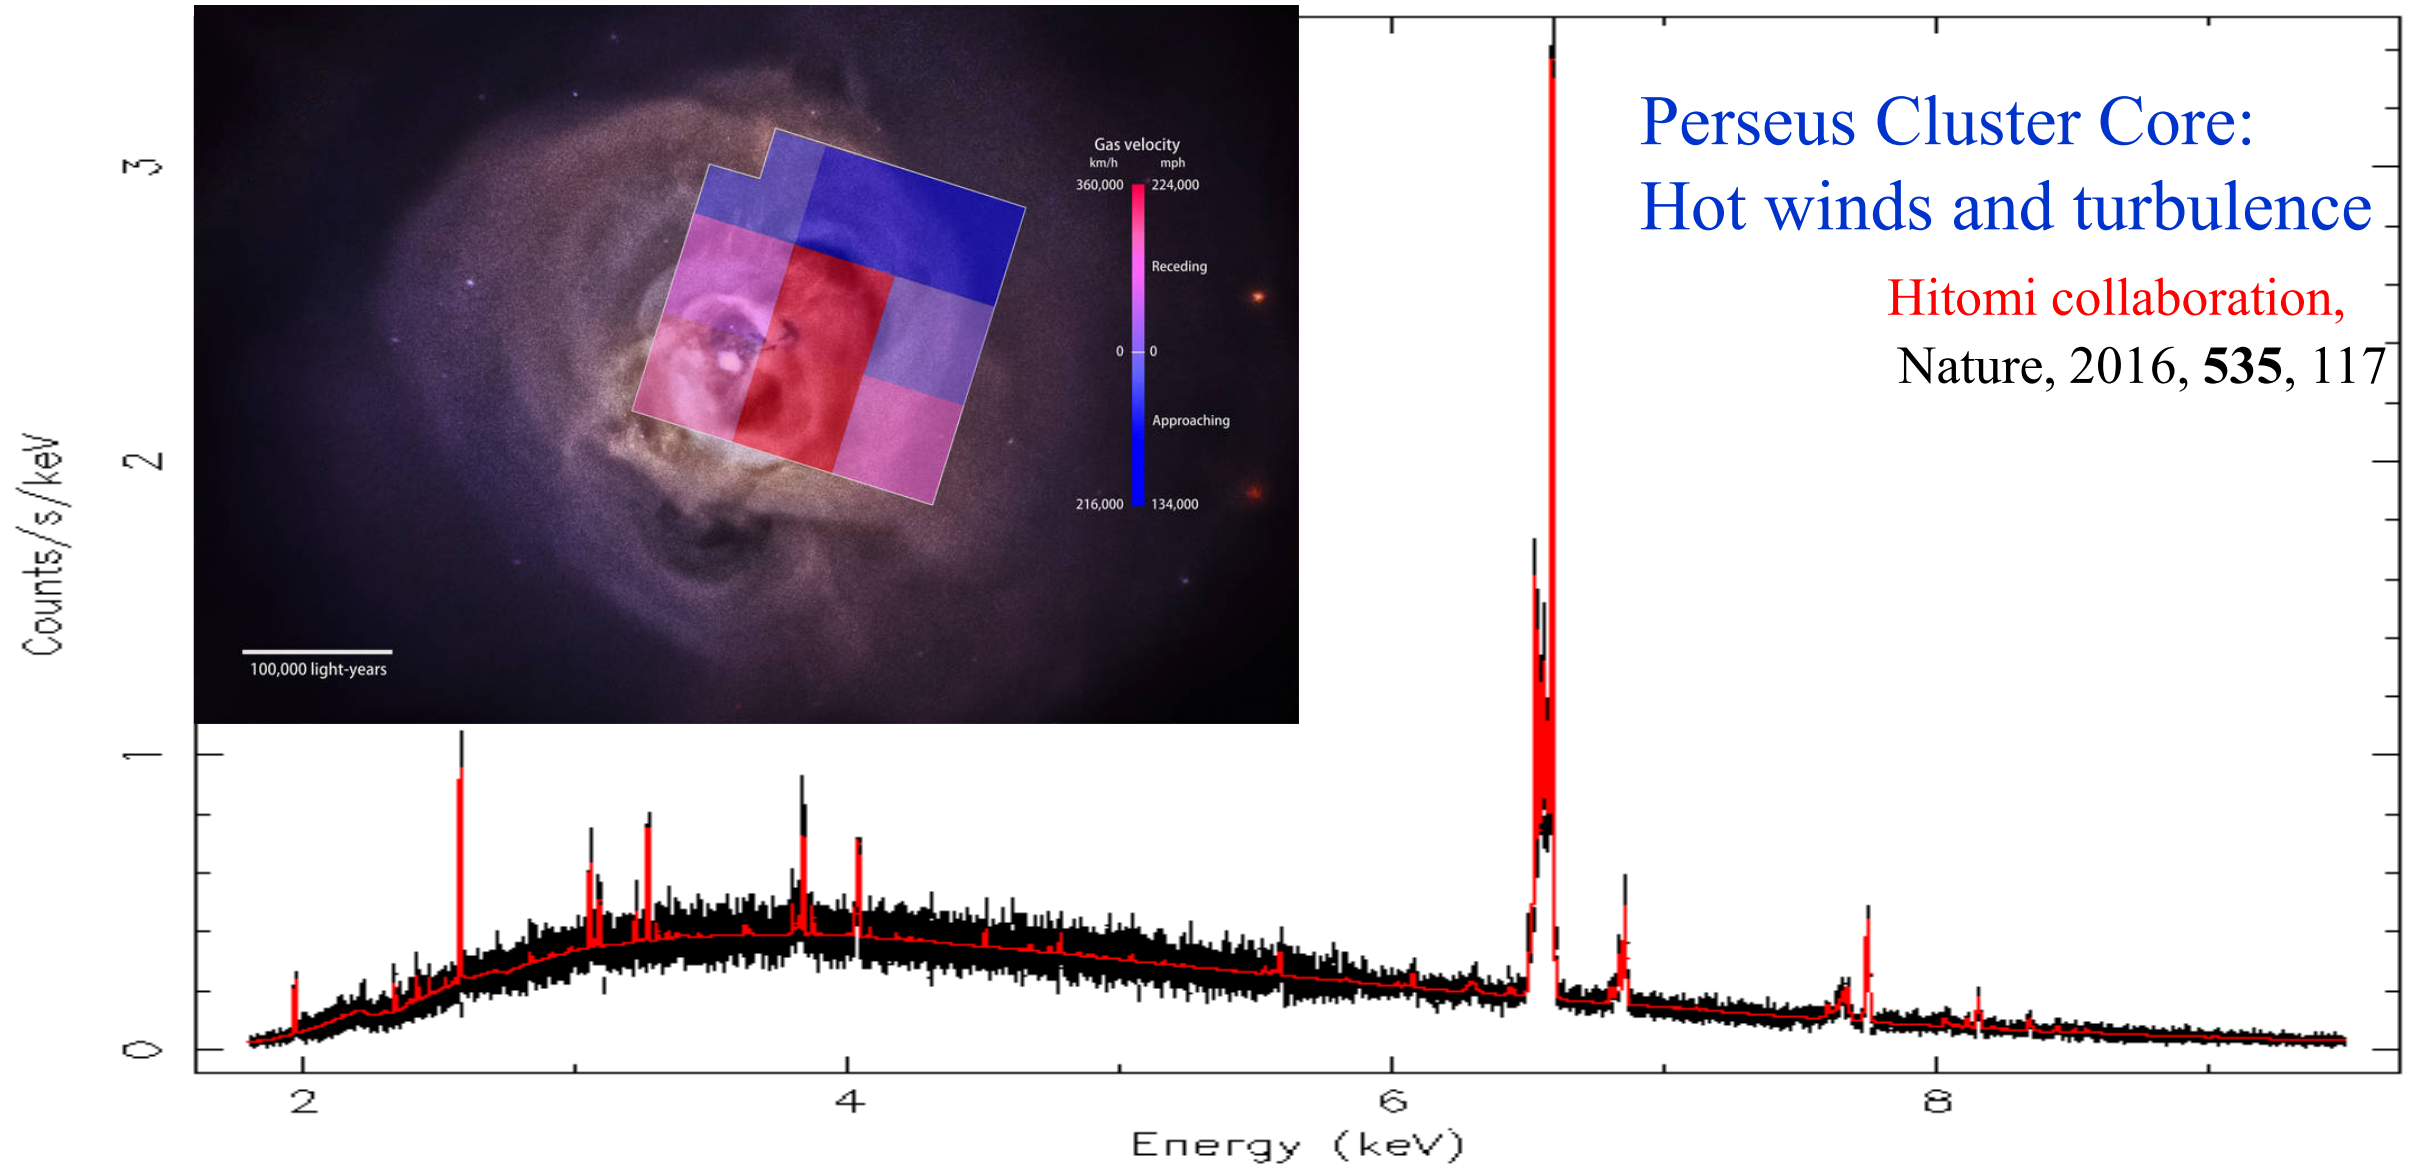 Perseus Cluster Core:
Hot winds and turbulence
Hitomi collaboration,
Nature, 2016, 535, 117
Gas velocity
km/h mph
360,000 224,000
Receding
0 0
Approaching
216,000 134,000
100,000 light-years
Counts/s/keV
3
2
1
0
2 4 6 8
Energy (keV)